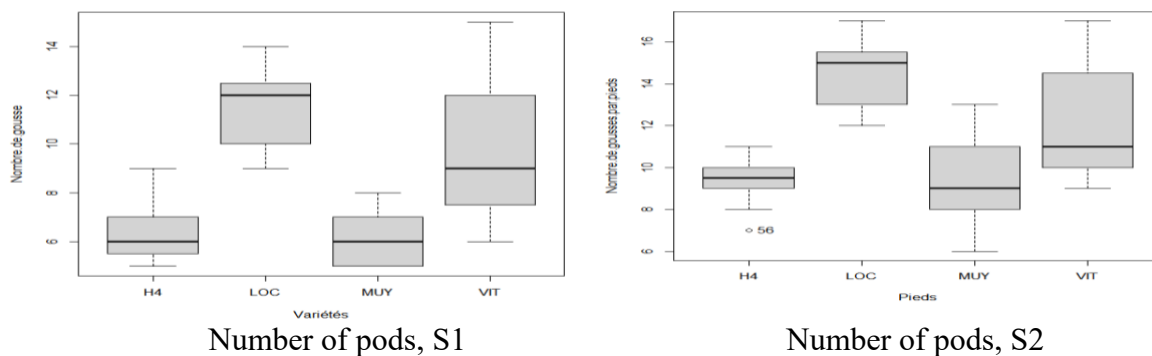 Nombre.de.gousse
14
12
10
8
6
H4 LOC MUY VIT
Variétés
Number of pods, S1
Nombre.de.gousses.par.pieds
16
14
12
10
8
6
56
H4 LOC MUY VIT
Pieds
Number of pods, S2